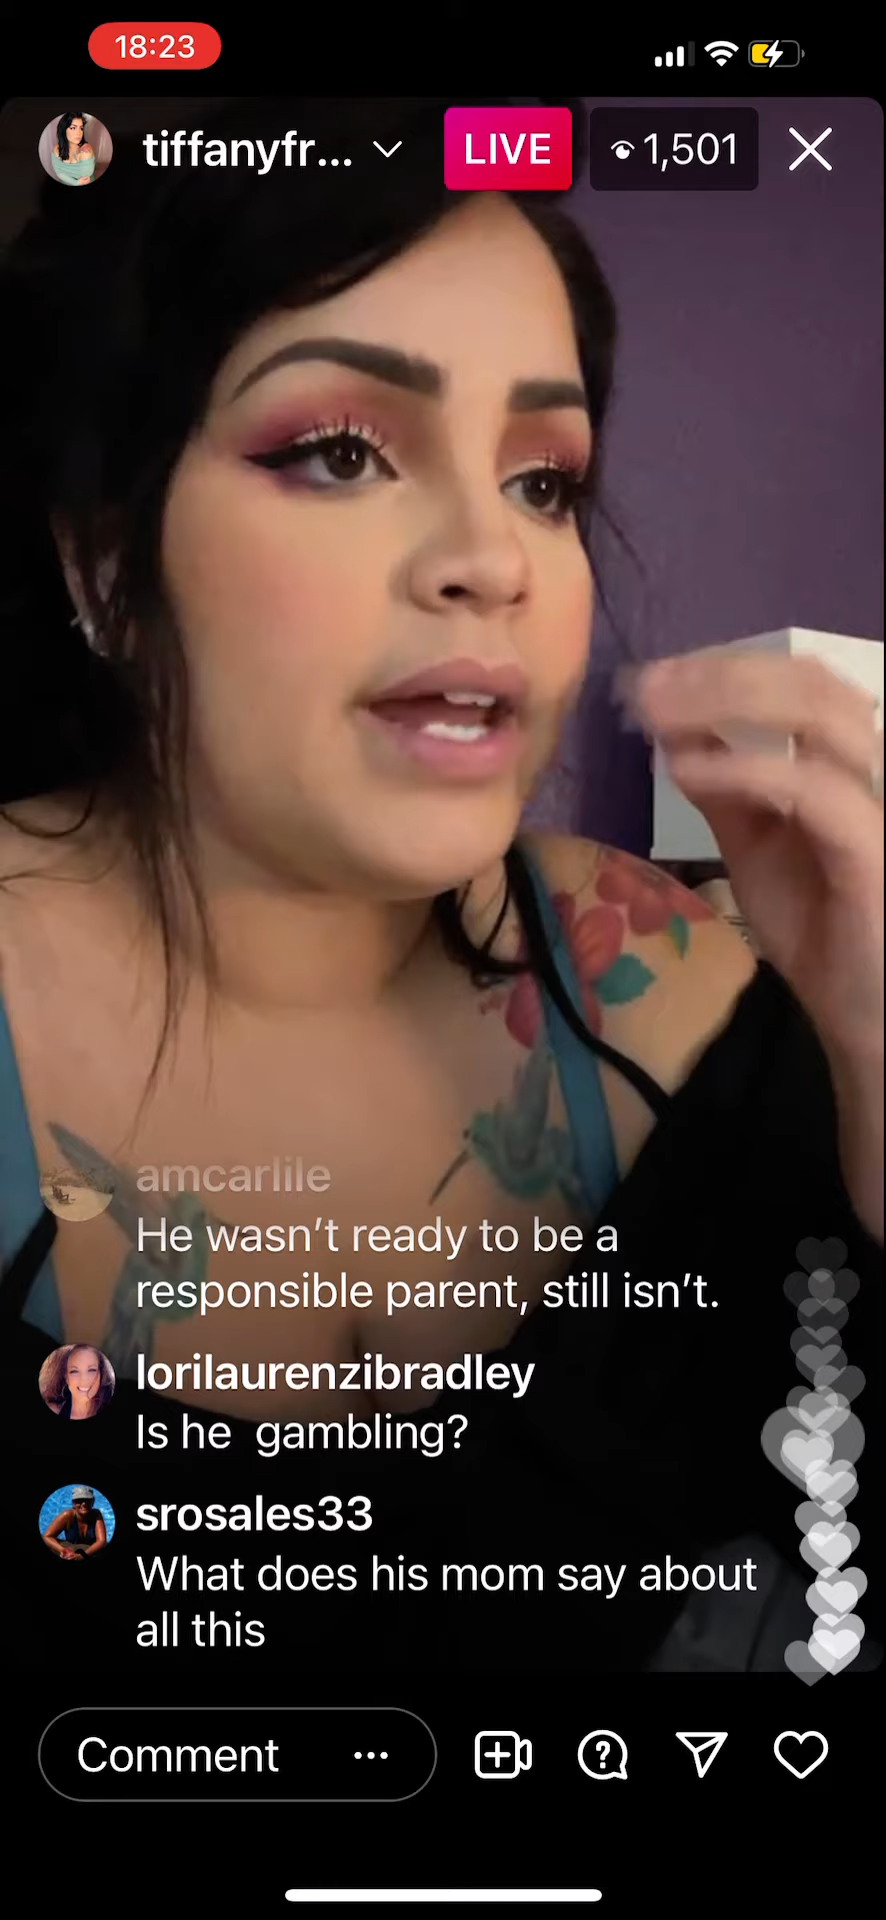 18:23
tiffanyfr...
LIVE
1,501
amcarlile
He wasn’t ready to be a
responsible parent, still isn’t.
lorilaurenzibradley
Is he  gambling?
srosales33
What does his mom say about
all this
Comment